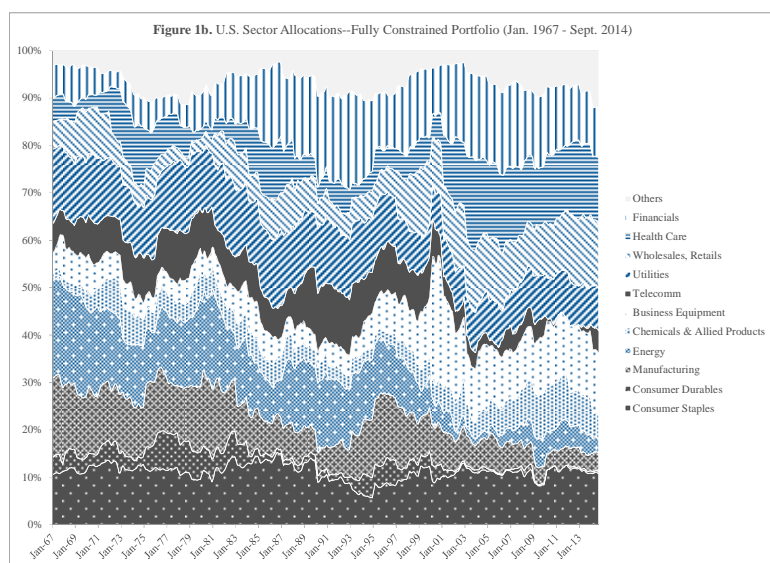 Figure 1b. U.S. Sector Allocations--Fully Constrained Portfolio (Jan. 1967 - Sept. 2014)
100%
90%
80%
70%
60%
50%
40%
30%
20%
10%
0%
Others
Financials
Health Care
Wholesales, Retails
Utilities
Telecomm
Business Equipment
Chemicals & Allied Products
Energy
Manufacturing
Consumer Durables
Consumer Staples
Jan-67
Jan-69
Jan-71
Jan-73
Jan-75
Jan-77
Jan-79
Jan-81
Jan-83
Jan-85
Jan-87
Jan-89
Jan-91
Jan-93
Jan-95
Jan-97
Jan-99
Jan-01
Jan-03
Jan-05
Jan-07
Jan-09
Jan-11
Jan-13